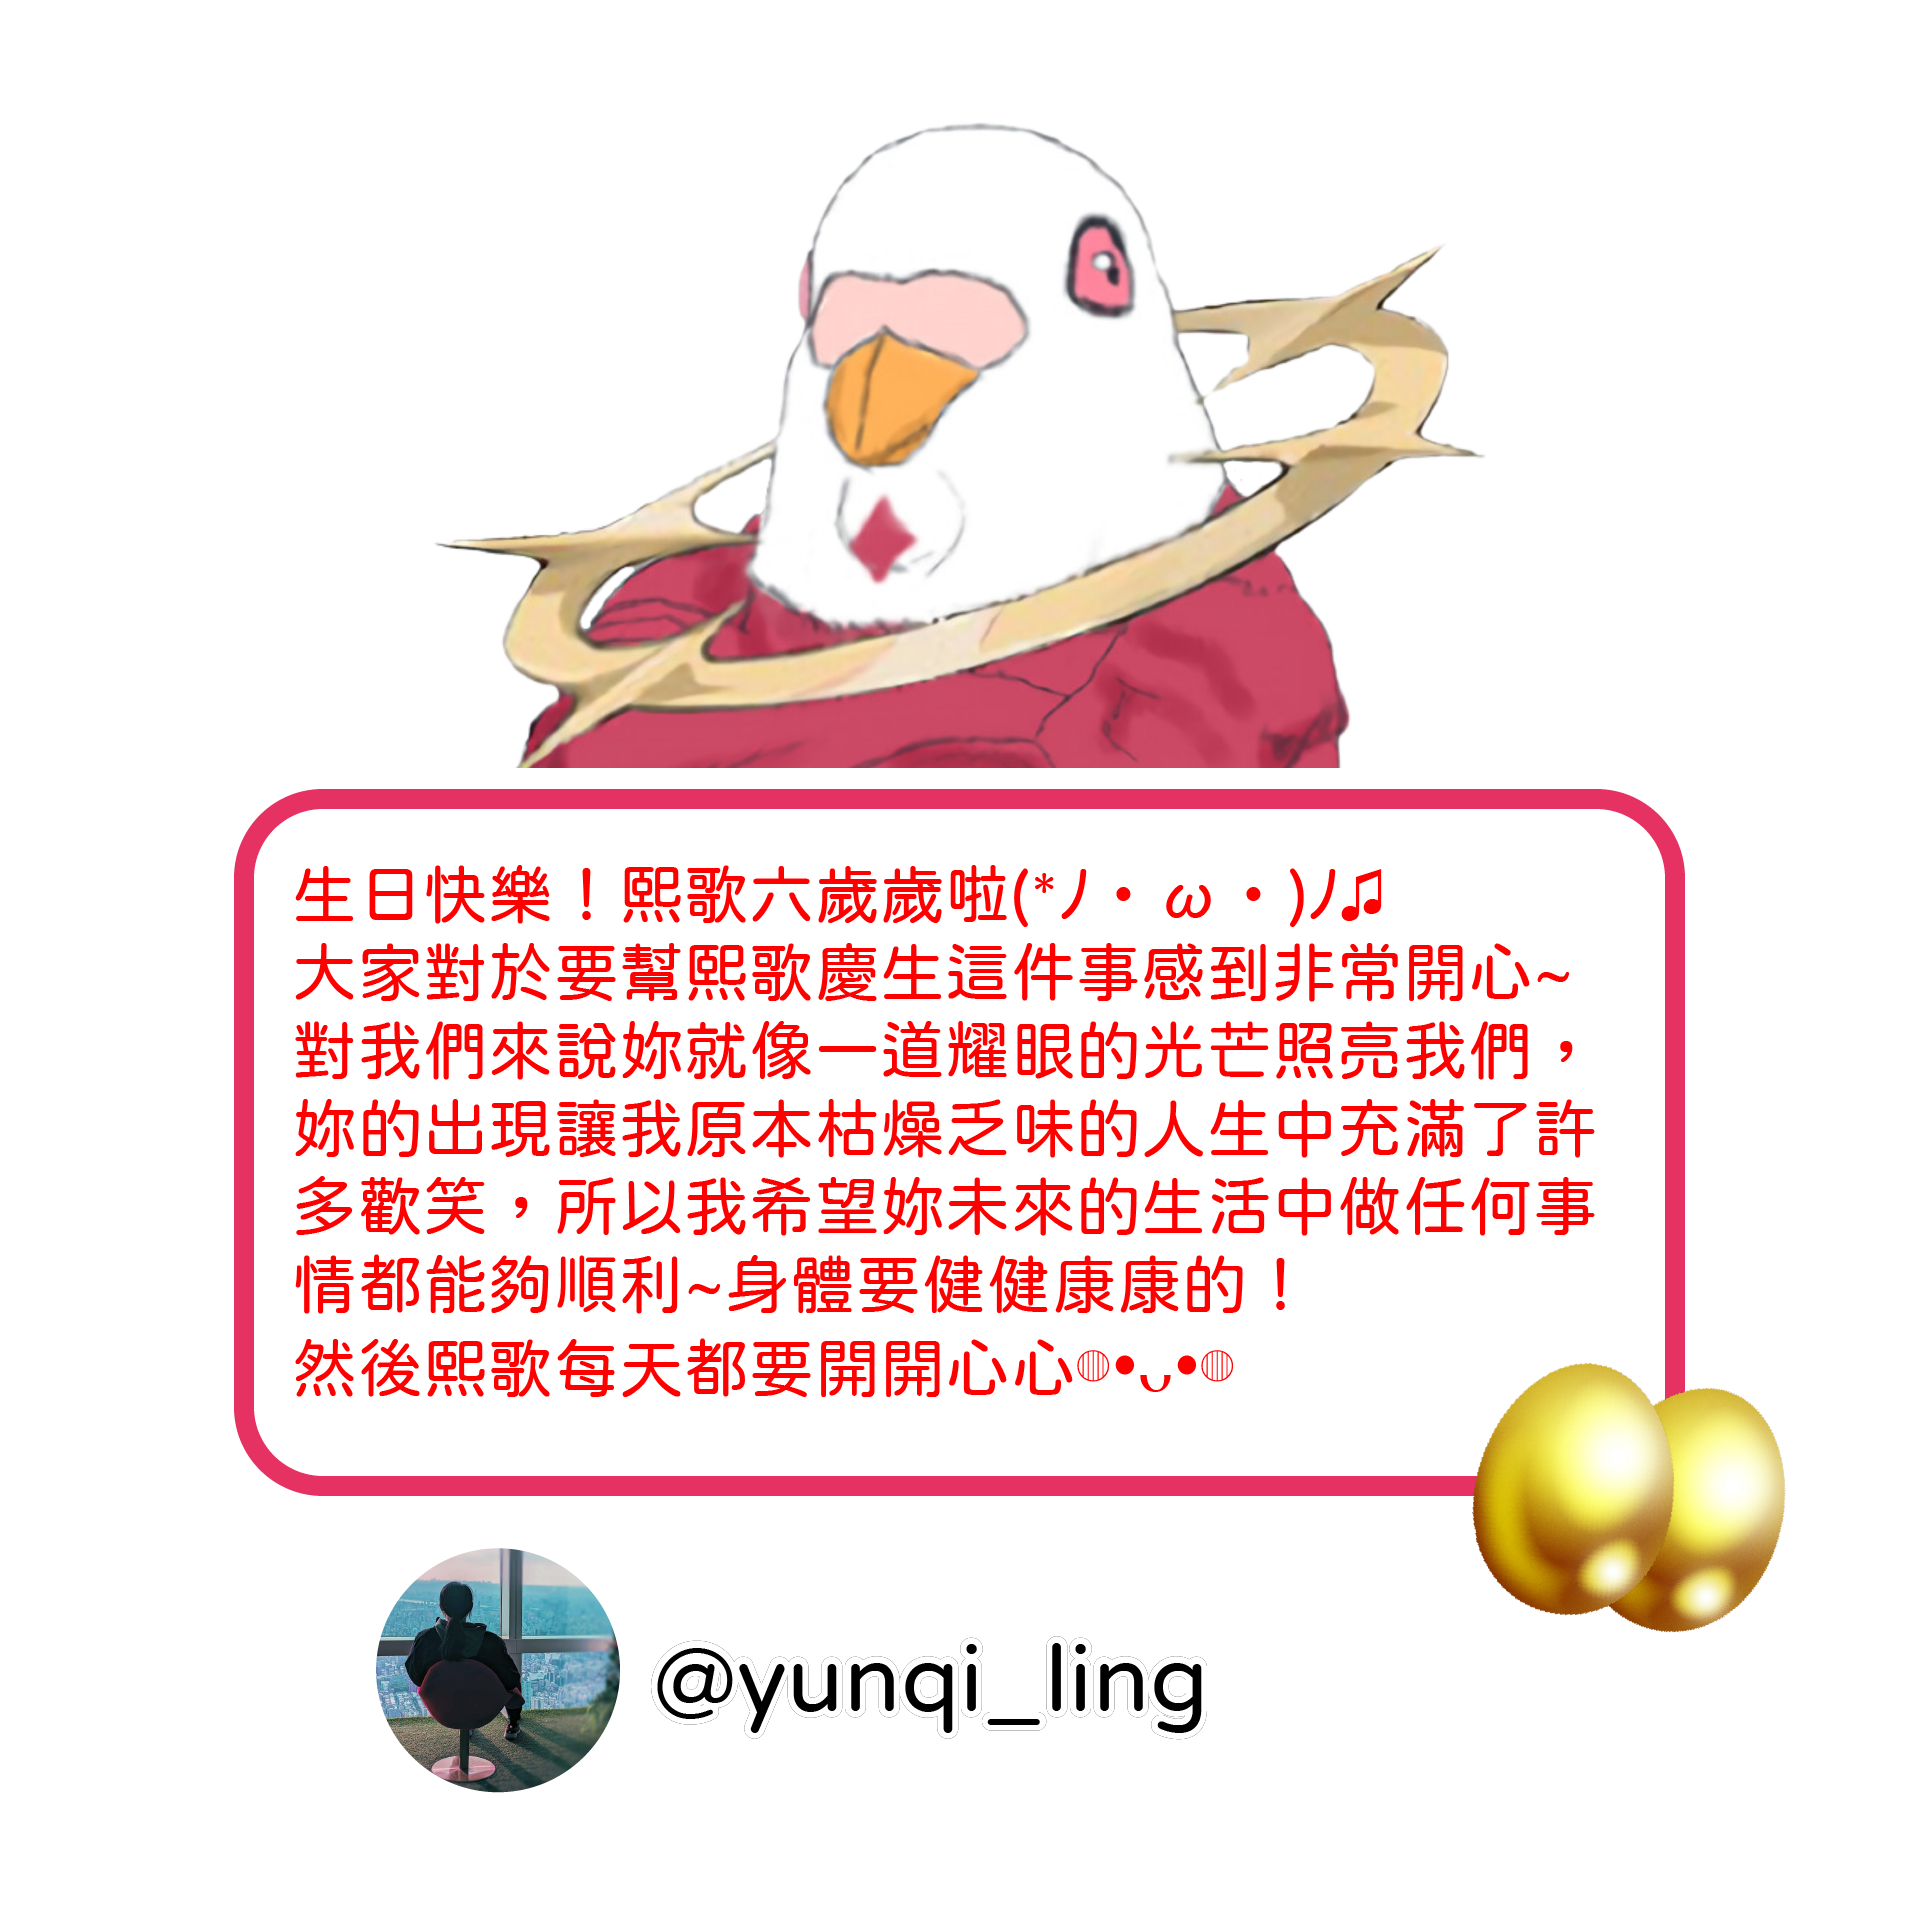 生日快樂！熙歌六歲歲啦(*ﾉ・ω・)ﾉ♫
大家對於要幫熙歌慶生這件事感到非常開心~
對我們來說妳就像一道耀眼的光芒照亮我們，
妳的出現讓我原本枯燥乏味的人生中充滿了許
多歡笑，所以我希望妳未來的生活中做任何事
情都能夠順利~身體要健健康康的！
然後熙歌每天都要開開心心◍•ᴗ•◍
@yunqi_ling